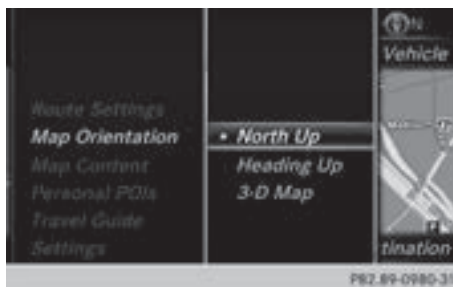 N
Vehicle
Route Settings
Map Orientation
• North Up
Map Content
Heading Up
Personal POIs
3-D Map
Travel Guide
Settings
tination
P82.89-0980-31